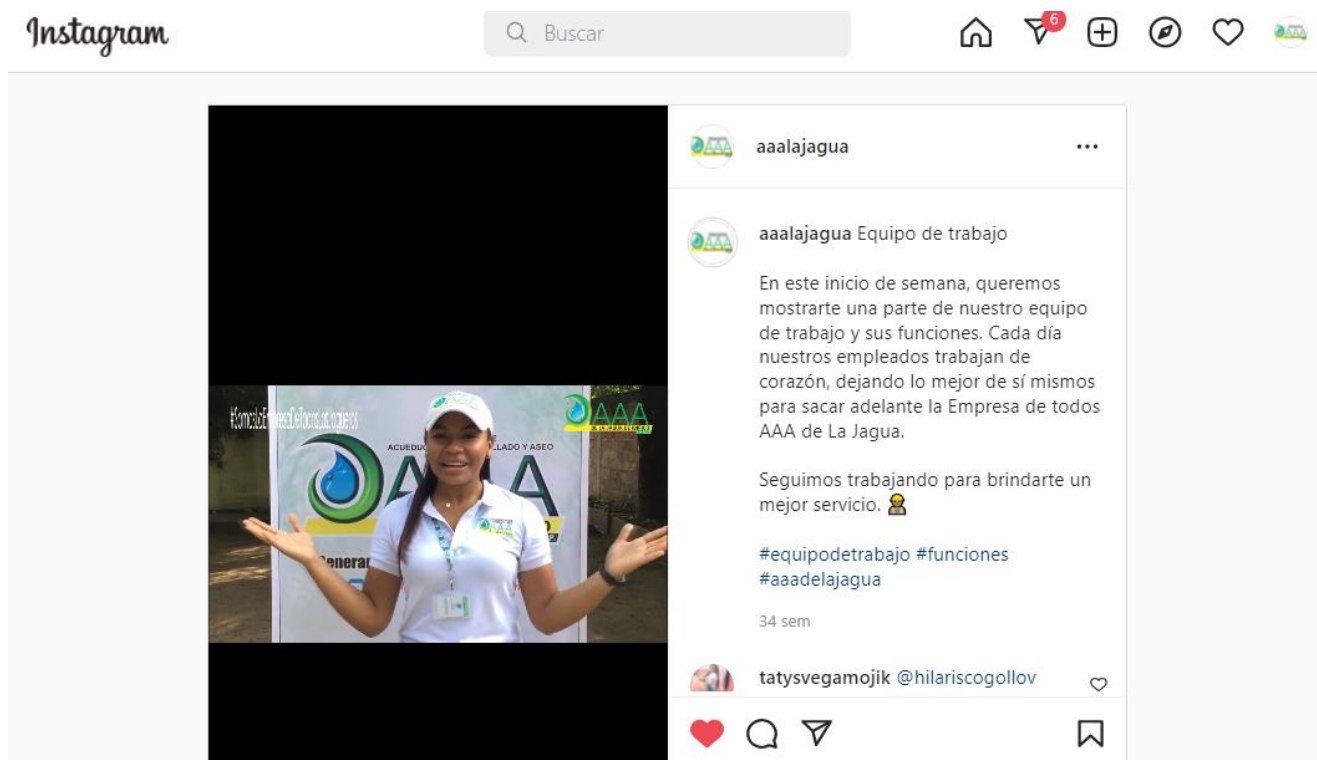 Instagram
Buscar
6
aaalajagua
aaalajagua Equipo de trabajo
En este inicio de semana, queremos
mostrarte una parte de nuestro equipo
de trabajo y sus funciones. Cada día
nuestros empleados trabajan de
corazón, dejando lo mejor de sí mismos
para sacar adelante la Empresa de todos
AAA de La Jagua.
Seguimos trabajando para brindarte un
mejor servicio.
#equipodetrabajo #funciones
#aaadelajagua
34 sem
tatysvegamojik @hilariscogollov
#SomosLaEmpresaDeTodosLosJagueros
AAA
ACUEDUC LLADO Y ASEO
AAA
Generar
AAA